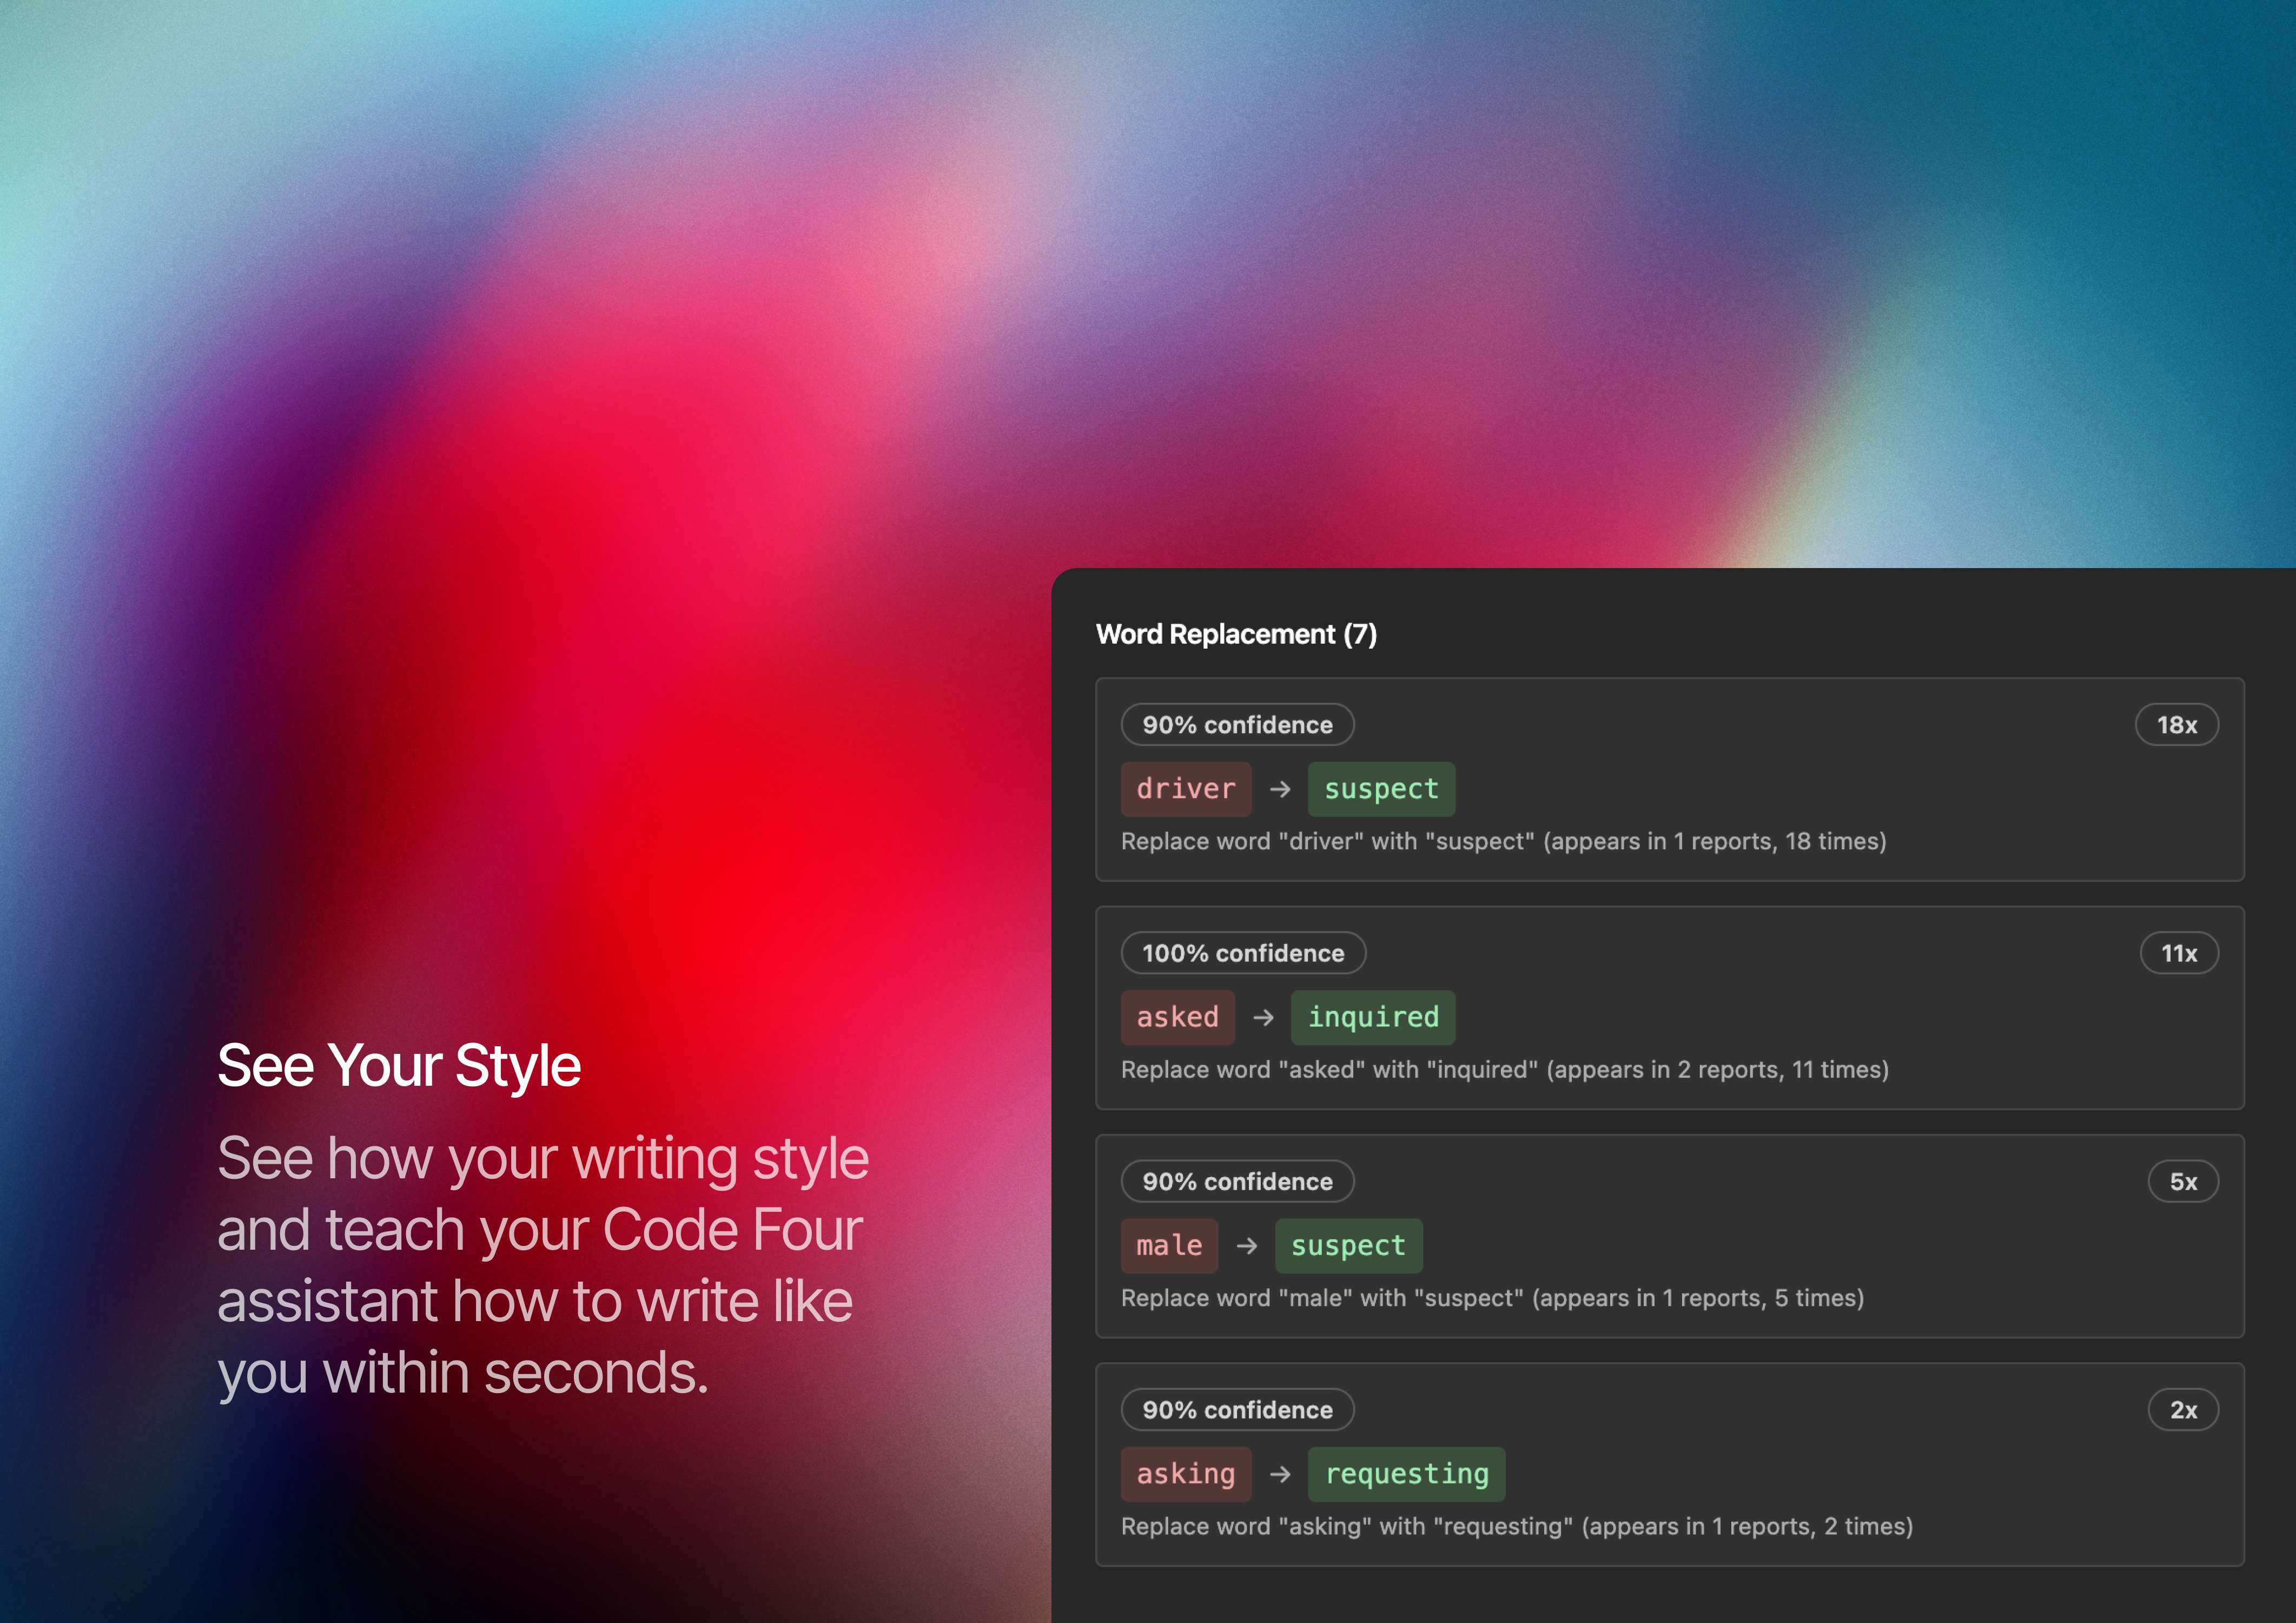 See Your Style
See how your writing style
and teach your Code Four
assistant how to write like
you within seconds.
Word Replacement (7)
90% confidence 18x
driver → suspect
Replace word "driver" with "suspect" (appears in 1 reports, 18 times)
100% confidence 11x
asked → inquired
Replace word "asked" with "inquired" (appears in 2 reports, 11 times)
90% confidence 5x
male → suspect
Replace word "male" with "suspect" (appears in 1 reports, 5 times)
90% confidence 2x
asking → requesting
Replace word "asking" with "requesting" (appears in 1 reports, 2 times)